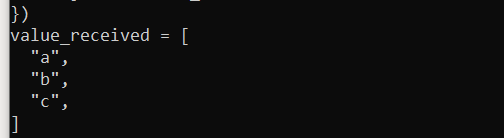 })
value_received = [
  "a",
  "b",
  "c",
]